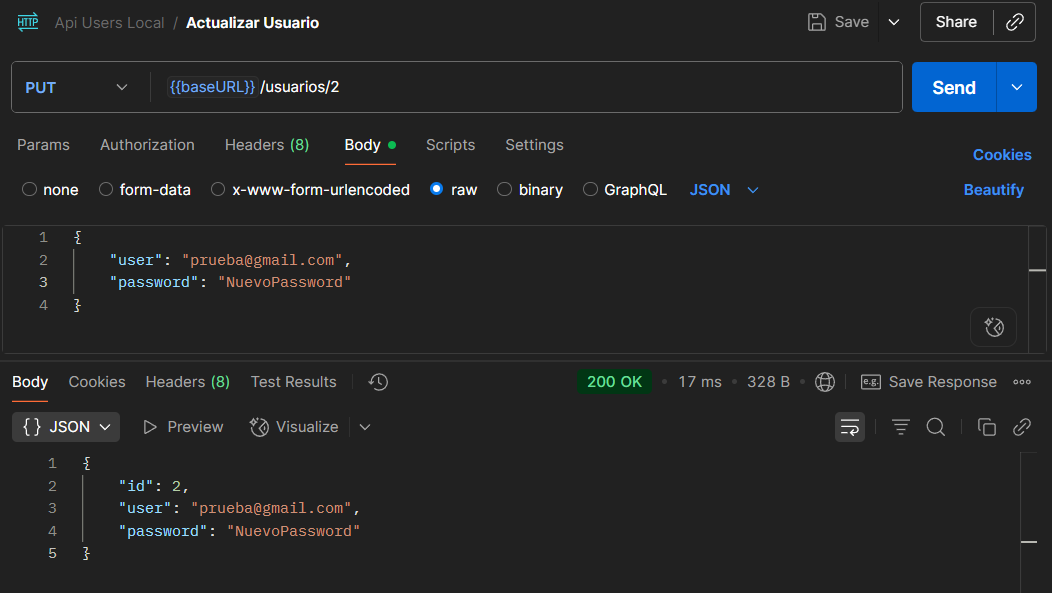 HTTP Api Users Local / Actualizar Usuario Save Share
PUT {{baseURL}} /usuarios/2 Send
Params Authorization Headers (8) Body Scripts Settings Cookies
none form-data x-www-form-urlencoded raw binary GraphQL JSON Beautify
1 {
2 "user": "prueba@gmail.com",
3 "password": "NuevoPassword"
4 }
Body Cookies Headers (8) Test Results 200 OK • 17 ms • 328 B • e.g. Save Response
{} JSON Preview Visualize
1 {
2 "id": 2,
3 "user": "prueba@gmail.com",
4 "password": "NuevoPassword"
5 }